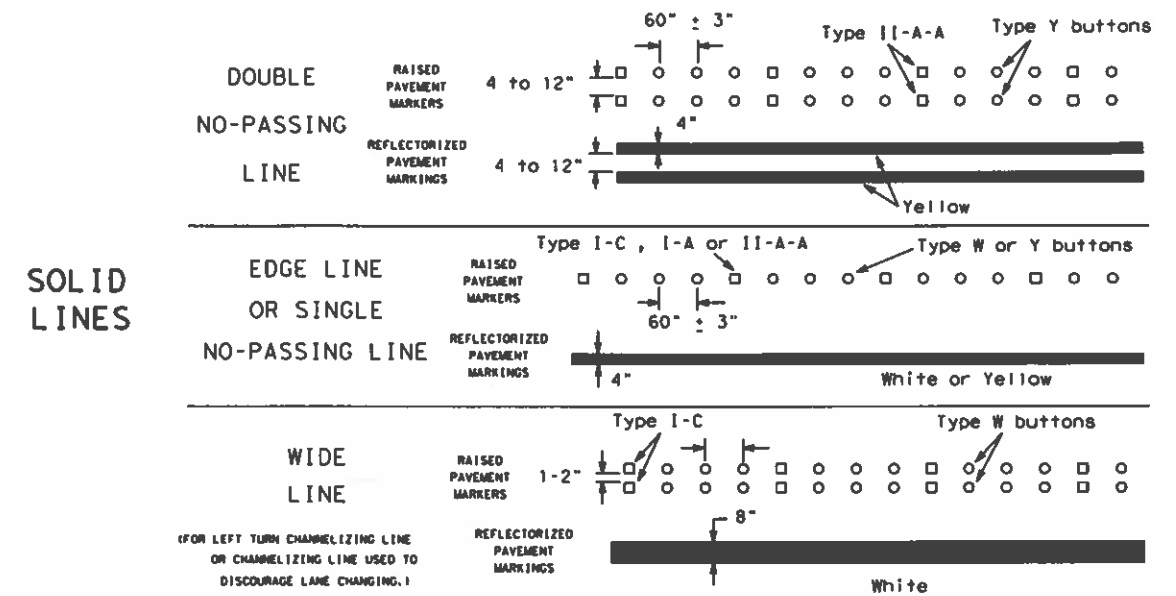 SOLID
LINES
DOUBLE
NO-PASSING
LINE
RAISED
PAVEMENT
MARKERS
4 to 12"
60" ± 3"
Type II-A-A
Type Y buttons
REFLECTORIZED
PAVEMENT
MARKINGS
4 to 12"
4"
Yellow
EDGE LINE
OR SINGLE
NO-PASSING LINE
RAISED
PAVEMENT
MARKERS
Type I-C , I-A or II-A-A
Type W or Y buttons
60" ± 3"
REFLECTORIZED
PAVEMENT
MARKINGS
4"
White or Yellow
WIDE
LINE
(FOR LEFT TURN CHANNELIZING LINE
OR CHANNELIZING LINE USED TO
DISCOURAGE LANE CHANGING.)
RAISED
PAVEMENT
MARKERS
1-2"
Type I-C
Type W buttons
REFLECTORIZED
PAVEMENT
MARKINGS
8"
White